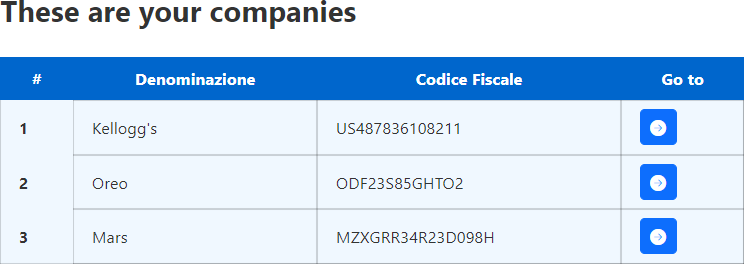 These are your companies
# Denominazione Codice Fiscale Go to
1 Kellogg's US487836108211
2 Oreo ODF23S85GHTO2
3 Mars MZXGRR34R23D098H